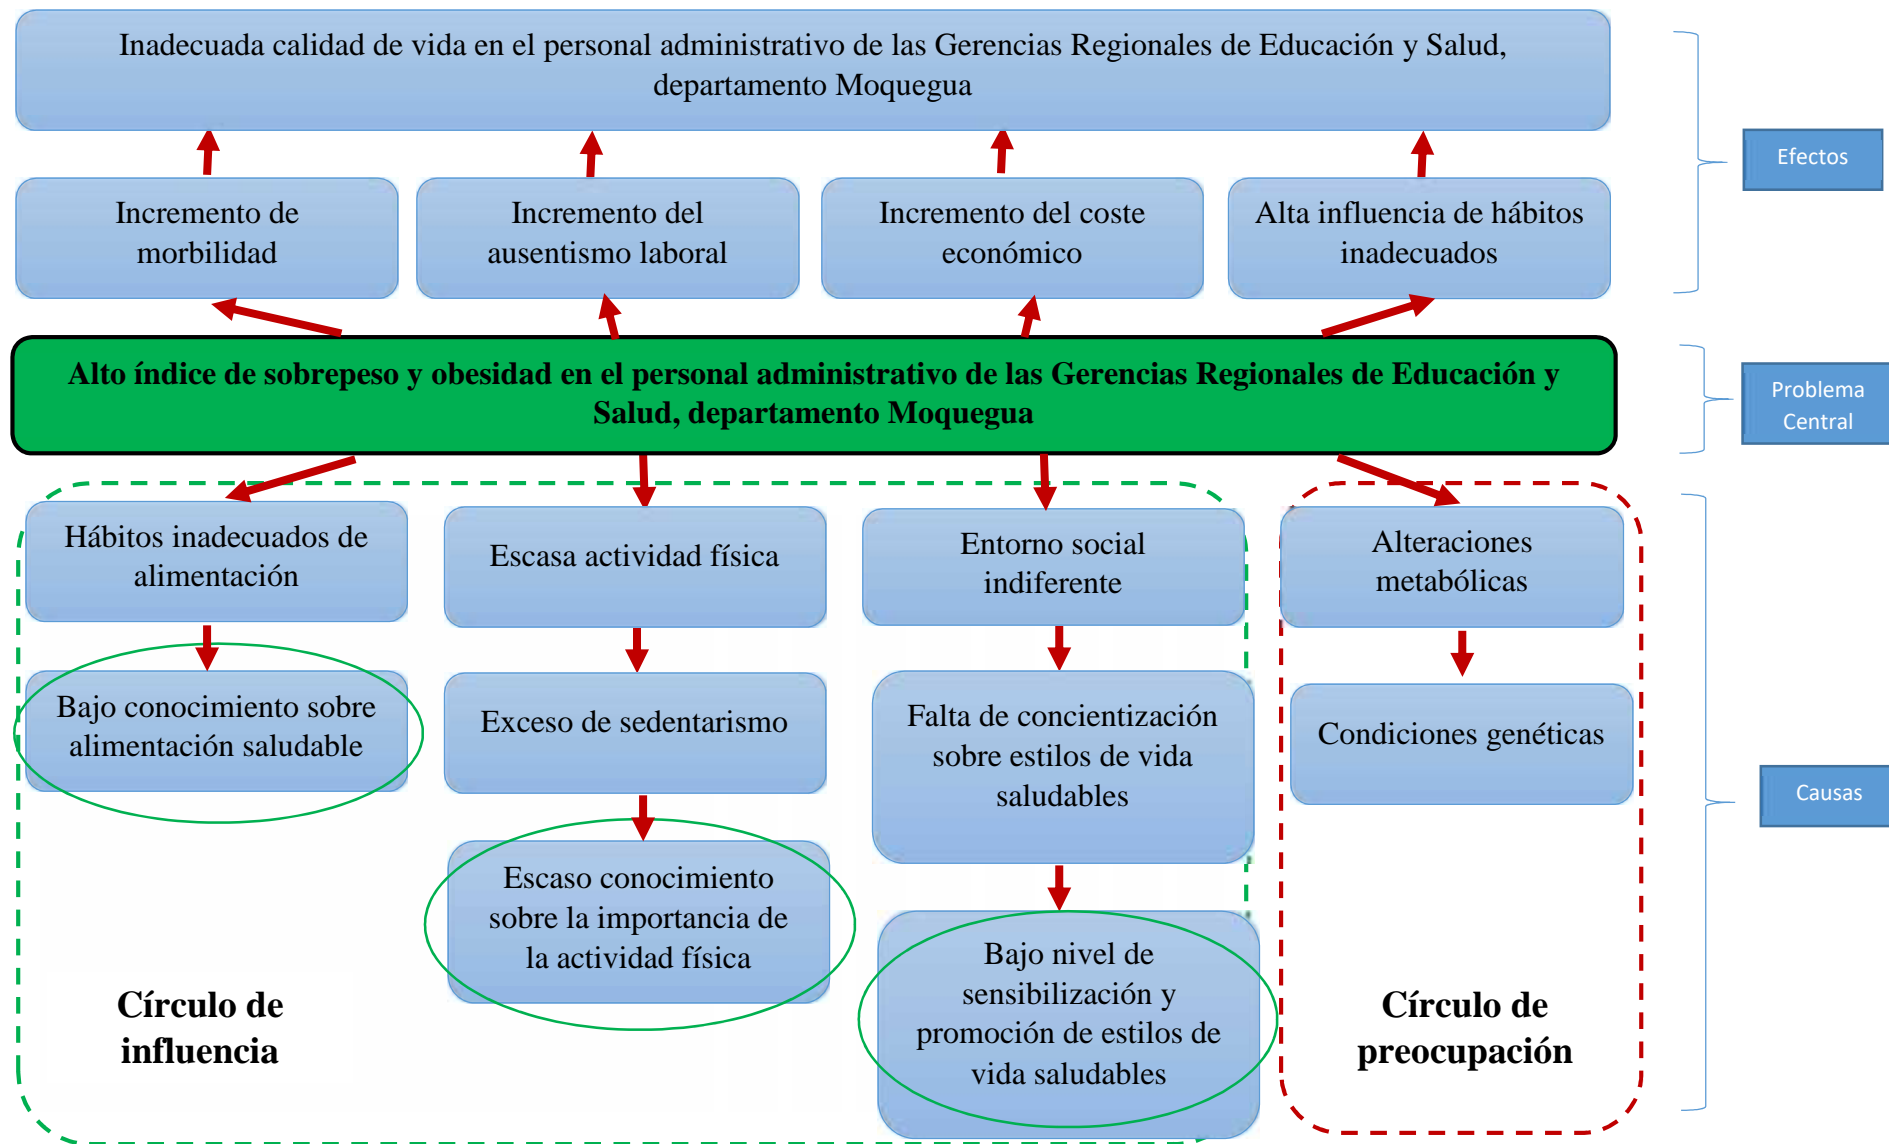 Inadecuada calidad de vida en el personal administrativo de las Gerencias Regionales de Educación y Salud,
departamento Moquegua
Efectos
Incremento de
morbilidad
Incremento del
ausentismo laboral
Incremento del coste
económico
Alta influencia de hábitos
inadecuados
Alto índice de sobrepeso y obesidad en el personal administrativo de las Gerencias Regionales de Educación y
Salud, departamento Moquegua
Problema
Central
Hábitos inadecuados de
alimentación
Escasa actividad física
Entorno social
indiferente
Alteraciones
metabólicas
Bajo conocimiento sobre
alimentación saludable
Exceso de sedentarismo
Falta de concientización
sobre estilos de vida
saludables
Condiciones genéticas
Causas
Escaso conocimiento
sobre la importancia de
la actividad física
Bajo nivel de
sensibilización y
promoción de estilos de
vida saludables
Círculo de
influencia
Círculo de
preocupación